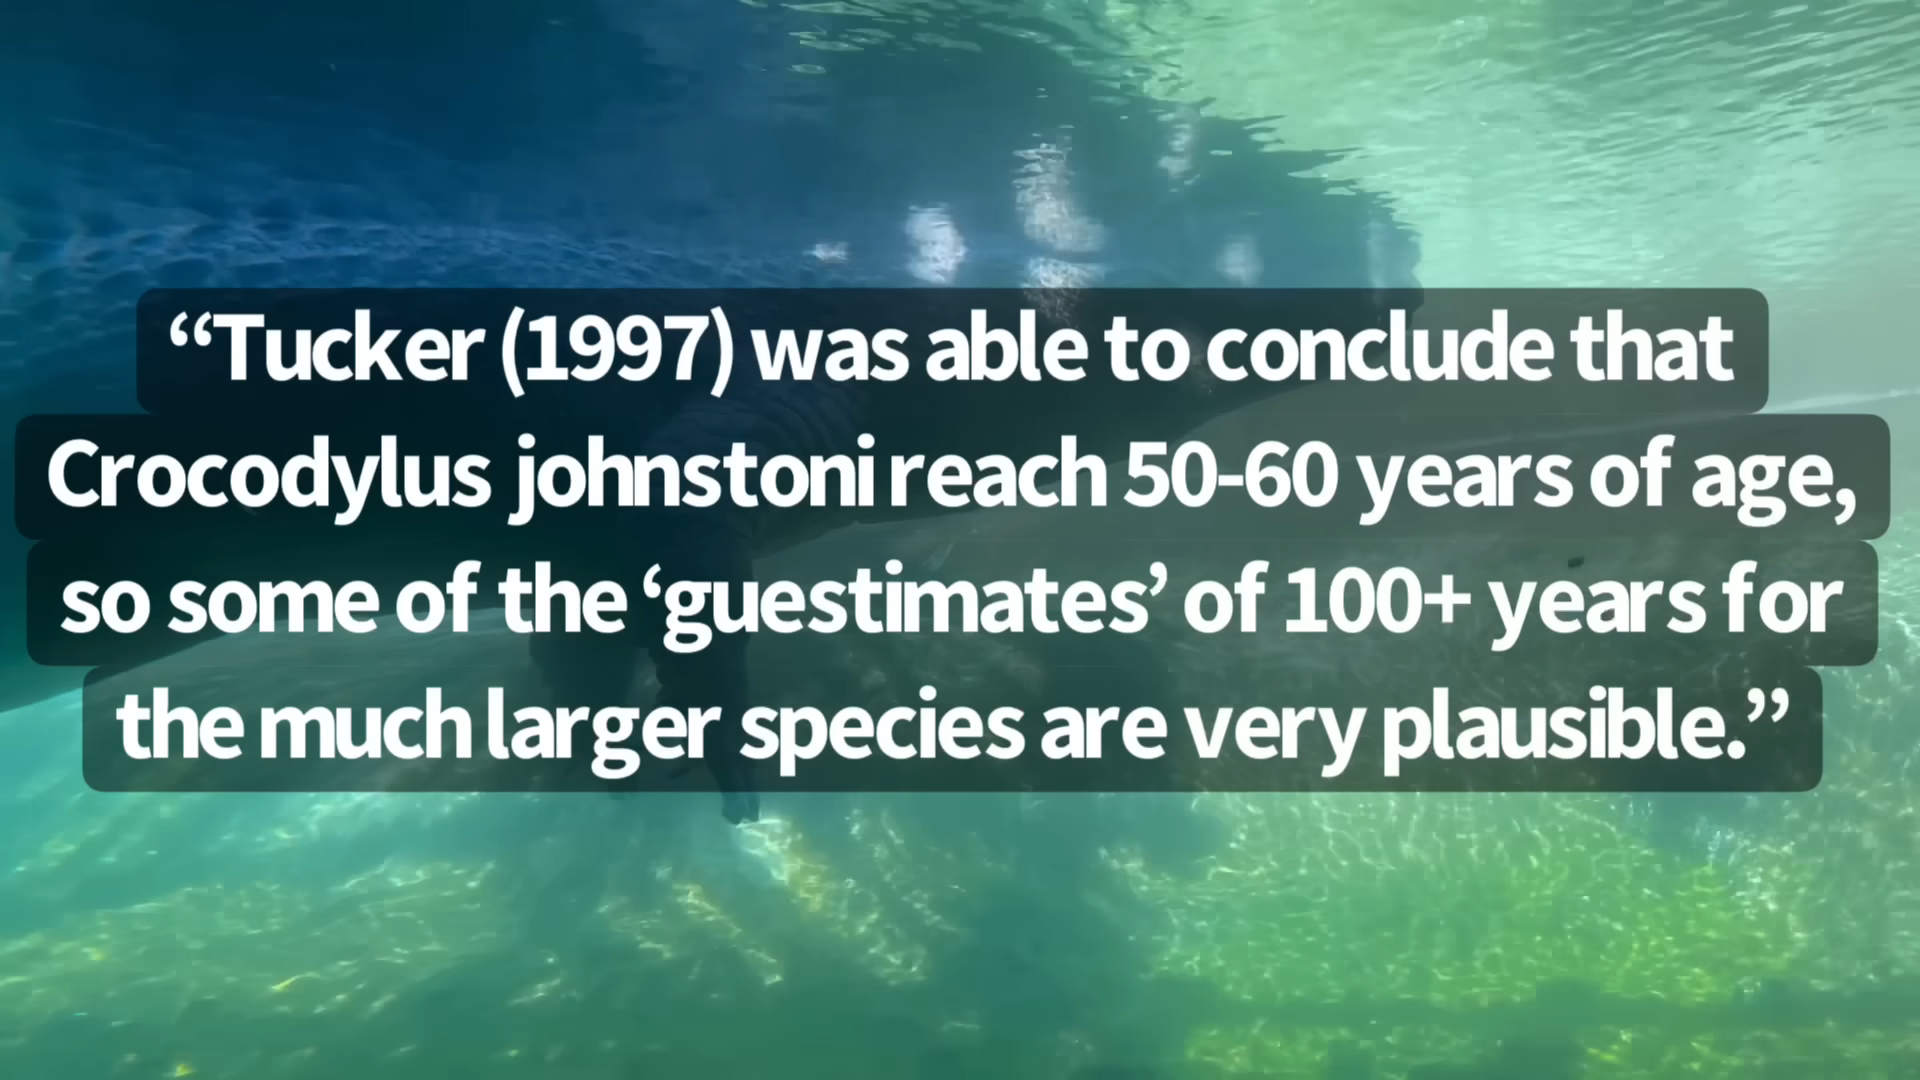 “Tucker (1997) was able to conclude that
Crocodylus johnstoni reach 50-60 years of age,
so some of the ‘guestimates’ of 100+ years for
the much larger species are very plausible.”